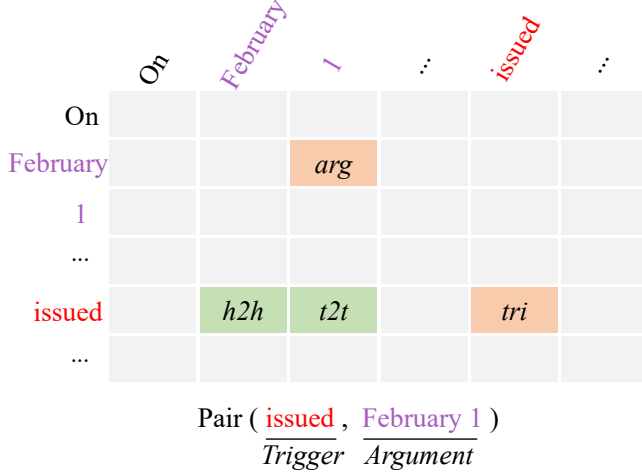 On February 1 ... issued ...
On
February arg
1
...
issued h2h t2t tri
...
Pair ( issued , February 1 )
Trigger Argument